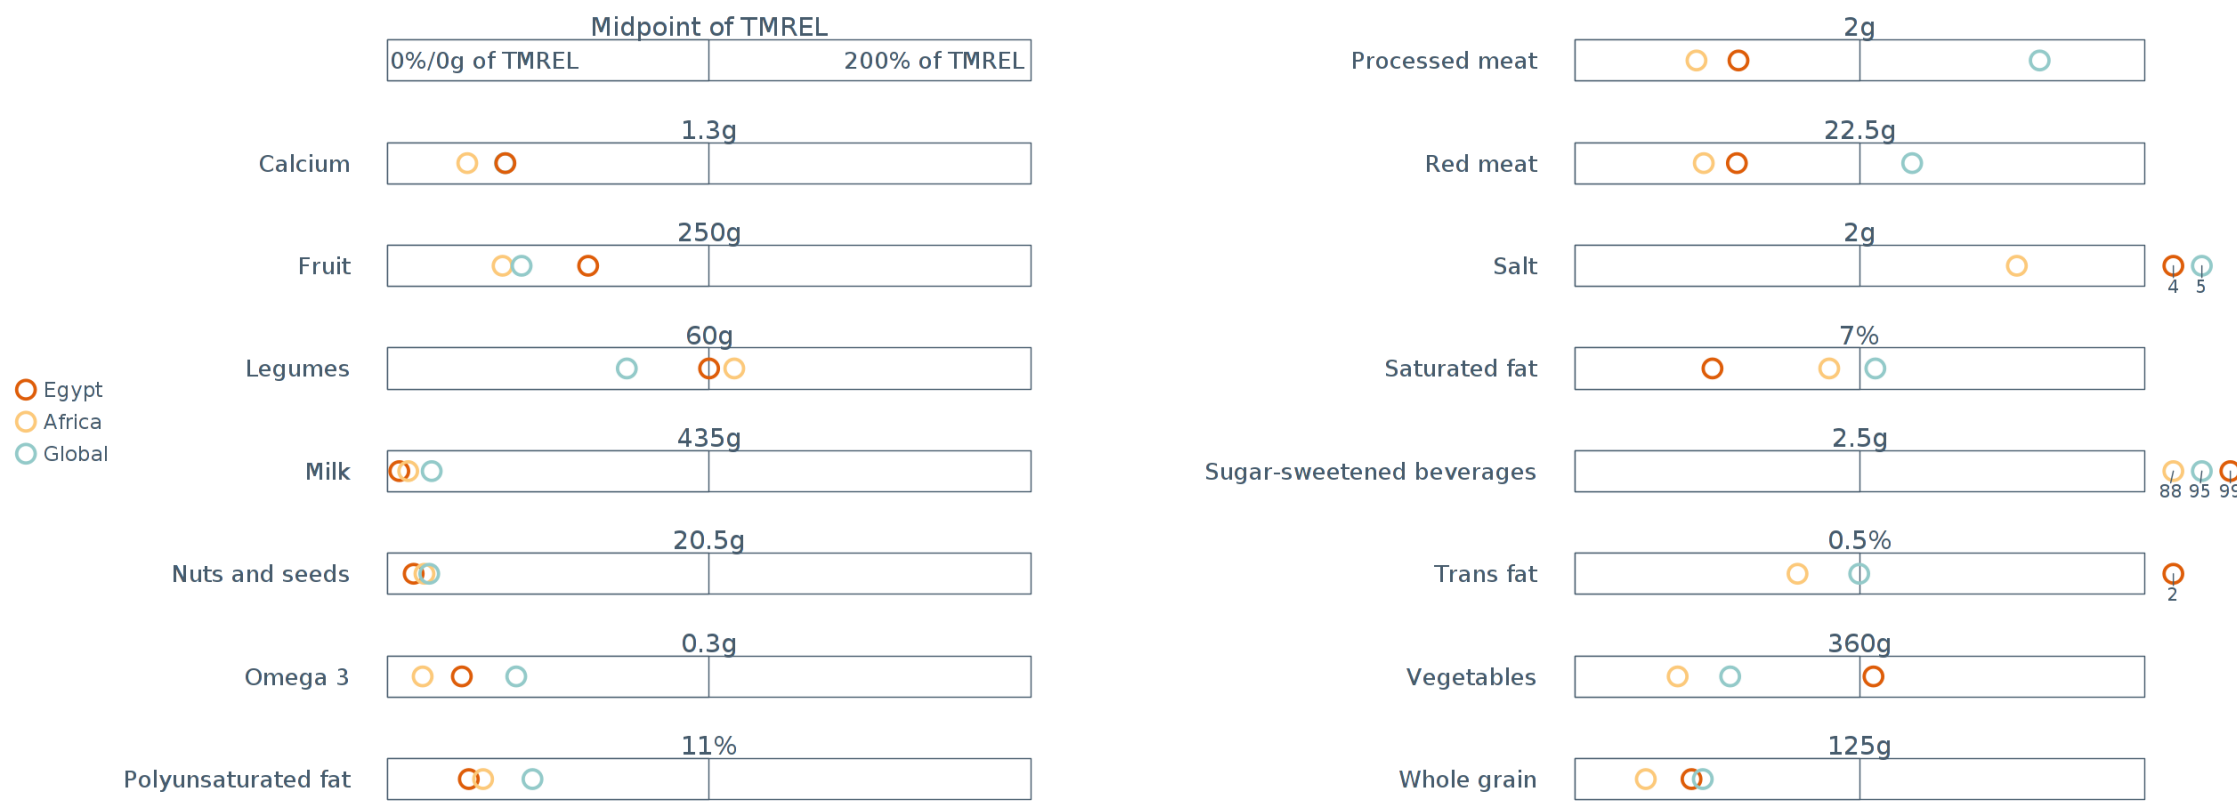 Midpoint of TMREL
0%/0g of TMREL 200% of TMREL
1.3g
Calcium
250g
Fruit
60g
Legumes
435g
Milk
20.5g
Nuts and seeds
0.3g
Omega 3
11%
Polyunsaturated fat
Egypt
Africa
Global
2g
Processed meat
22.5g
Red meat
2g
Salt
4 5
7%
Saturated fat
2.5g
Sugar-sweetened beverages
88 95 99
0.5%
Trans fat
2
360g
Vegetables
125g
Whole grain